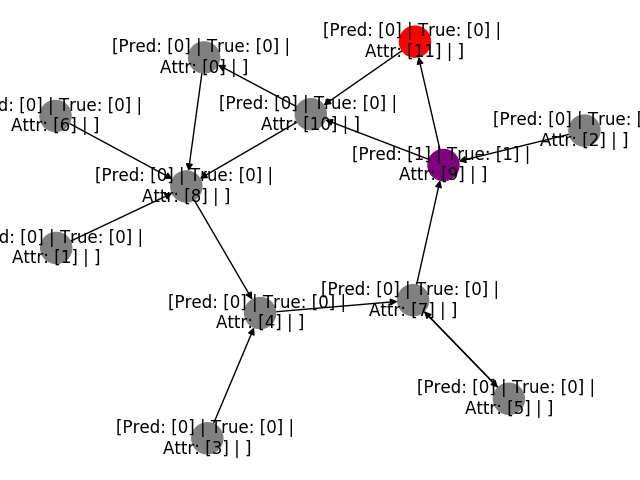 [Pred: [0] | True: [0] |
Attr: [11] | ]
[Pred: [0] | True: [0] |
Attr: [0] | ]
d: [0] | True: [0] |
Attr: [6] | ]
[Pred: [0] | True: [0] |
Attr: [10] | ]
[Pred: [0] | True: [
Attr: [2] | ]
[Pred: [1] | True: [1] |
Attr: [9] | ]
[Pred: [0] | True: [0] |
Attr: [8] | ]
d: [0] | True: [0] |
Attr: [1] | ]
[Pred: [0] | True: [0] |
Attr: [4] | ]
[Pred: [0] | True: [0] |
Attr: [7] | ]
[Pred: [0] | True: [0] |
Attr: [5] | ]
[Pred: [0] | True: [0] |
Attr: [3] | ]